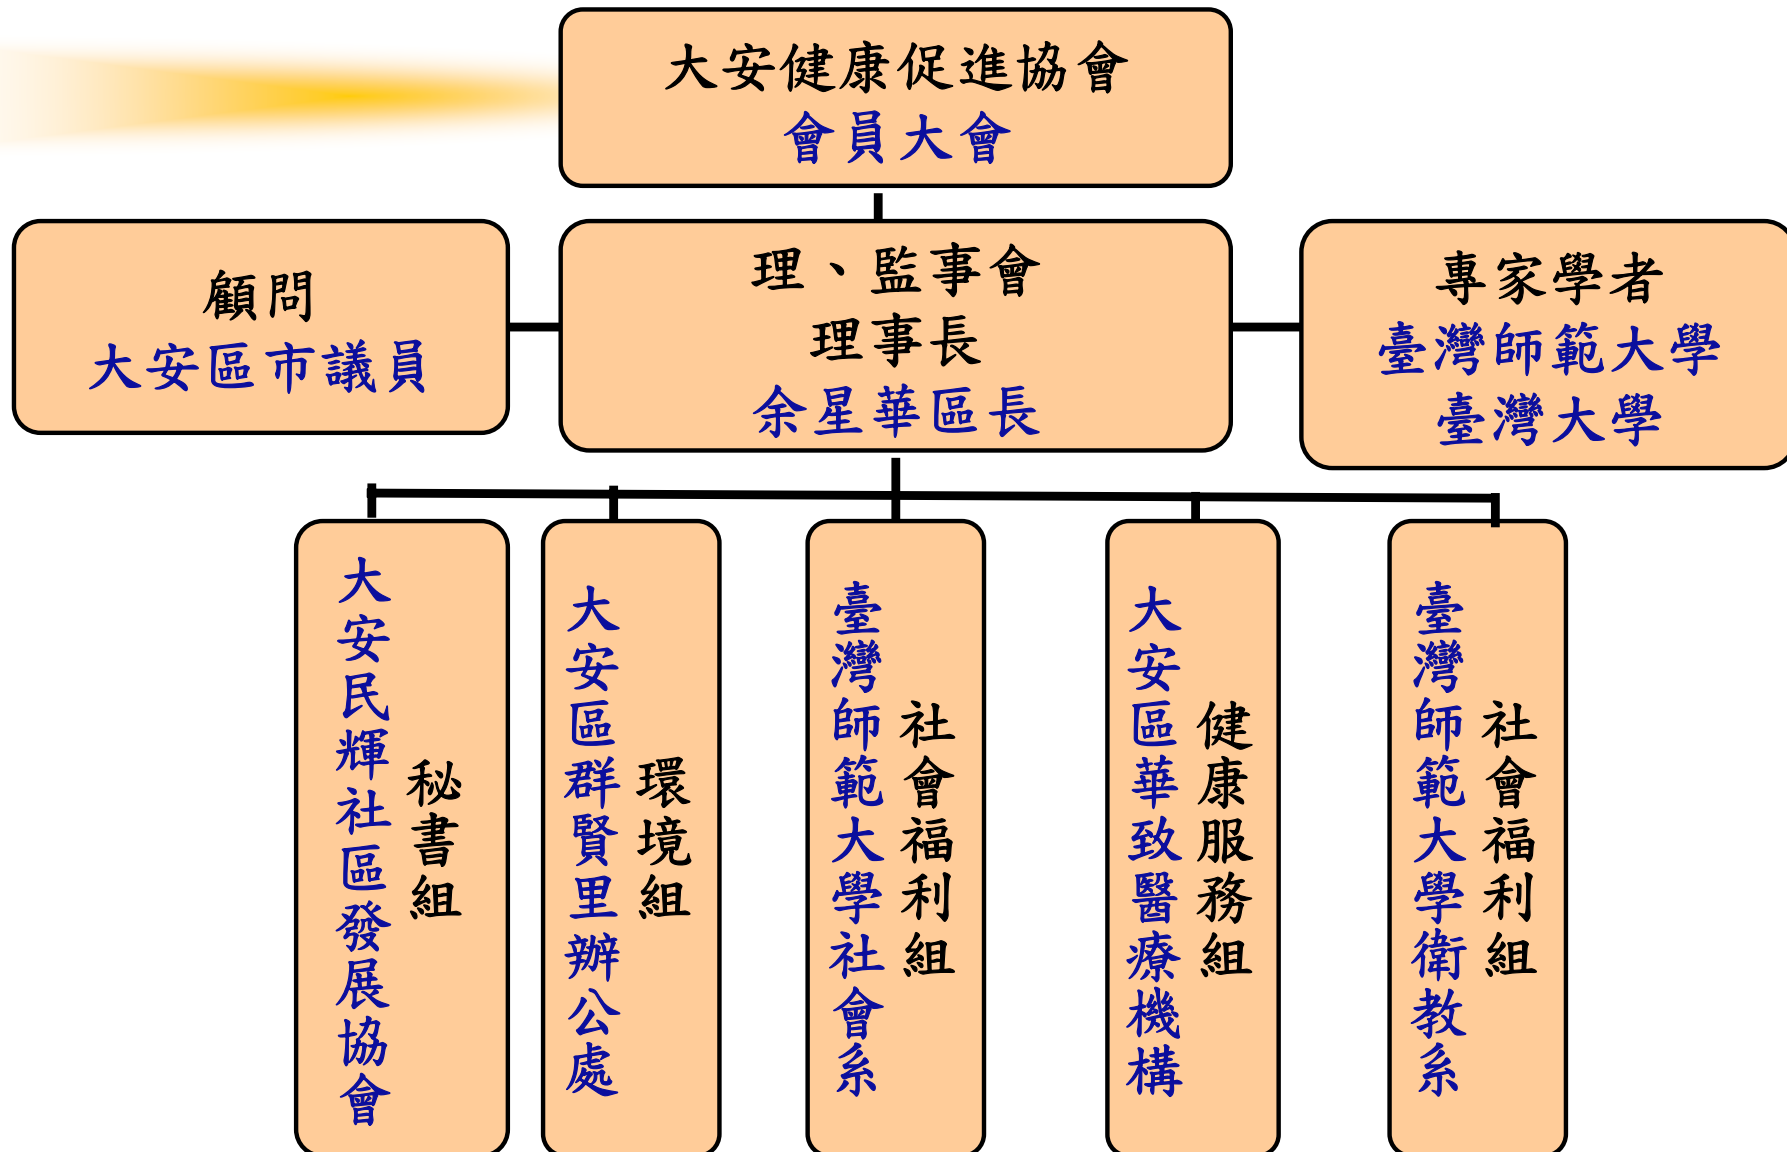 大安健康促進協會
會員大會
顧問
大安區市議員
理、監事會
理事長
余星華區長
專家學者
臺灣師範大學
臺灣大學
秘書組
大安民輝社區發展協會
環境組
大安區群賢里辦公處
社會福利組
臺灣師範大學社會系
健康服務組
大安區華致醫療機構
社會福利組
臺灣師範大學衛教系